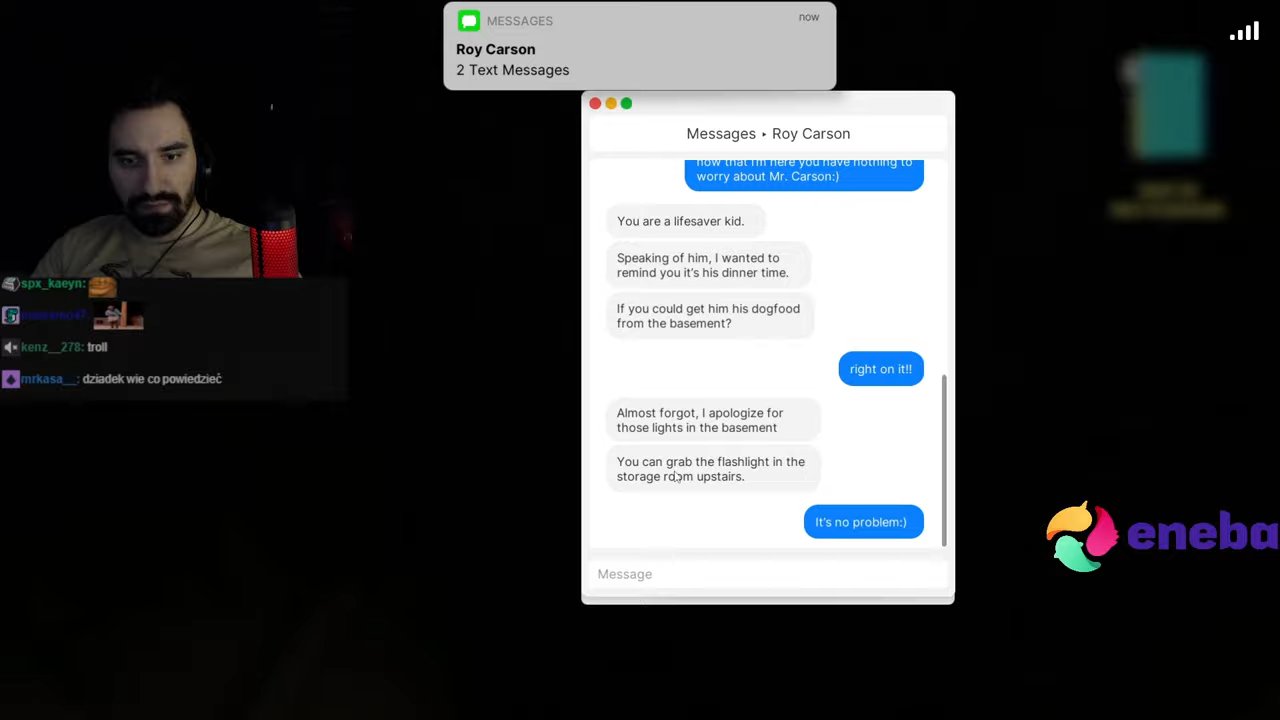 MESSAGES
now
Roy Carson
2 Text Messages
Messages ▸ Roy Carson
now that I'm here you have nothing to
worry about Mr. Carson:)
You are a lifesaver kid.
Speaking of him, I wanted to
remind you it's his dinner time.
If you could get him his dogfood
from the basement?
right on it!!
Almost forgot, I apologize for
those lights in the basement
You can grab the flashlight in the
storage room upstairs.
It's no problem:)
Message
spx_kaeyn:
kenz__278: troll
mrkasa__: dziadek wie co powiedzieć
eneba